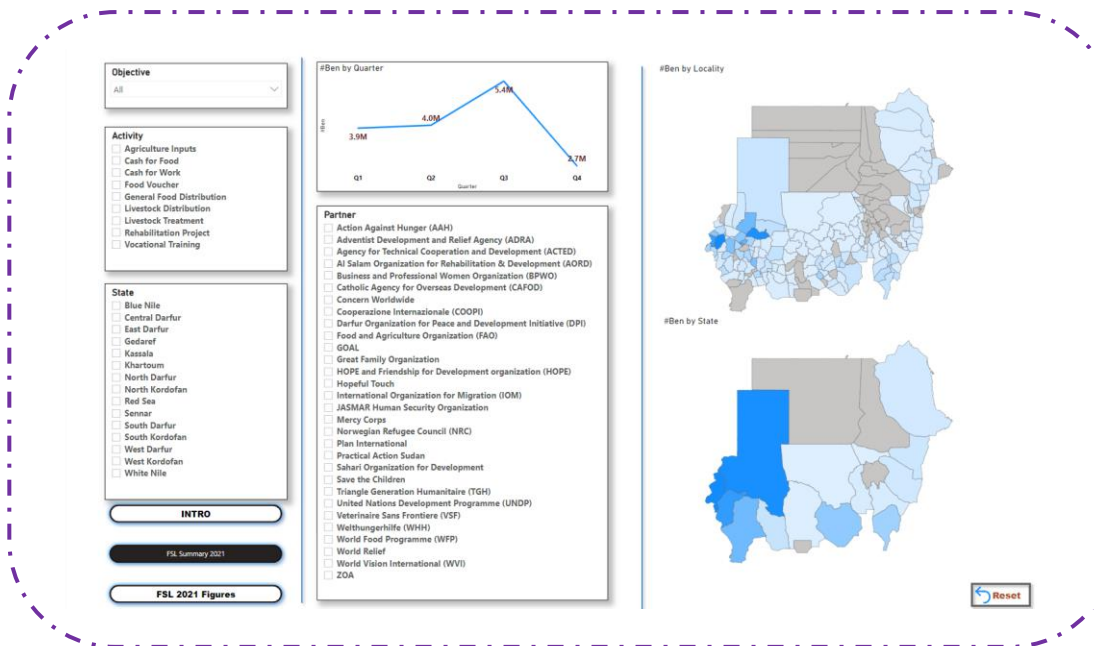 Objective
All
Activity
Agriculture Inputs
Cash for Food
Cash for Work
Food Voucher
General Food Distribution
Livestock Distribution
Livestock Treatment
Rehabilitation Project
Vocational Training
State
Blue Nile
Central Darfur
East Darfur
Gedaref
Kassala
Khartoum
North Darfur
North Kordofan
Red Sea
Sennar
South Darfur
South Kordofan
West Darfur
West Kordofan
White Nile
INTRO
FSL Summary 2021
FSL 2021 Figures
#Ben by Quarter
#Ben
3.9M
4.0M
5.4M
2.7M
Q1 Q2 Q3 Q4
Quarter
Partner
Action Against Hunger (AAH)
Adventist Development and Relief Agency (ADRA)
Agency for Technical Cooperation and Development (ACTED)
Al Salam Organization for Rehabilitation & Development (AORD)
Business and Professional Women Organization (BPWO)
Catholic Agency for Overseas Development (CAFOD)
Concern Worldwide
Cooperazione Internazionale (COOPI)
Darfur Organization for Peace and Development Initiative (DPI)
Food and Agriculture Organization (FAO)
GOAL
Great Family Organization
HOPE and Friendship for Development organization (HOPE)
Hopeful Touch
International Organization for Migration (IOM)
JASMAR Human Security Organization
Mercy Corps
Norwegian Refugee Council (NRC)
Plan International
Practical Action Sudan
Sahari Organization for Development
Save the Children
Triangle Generation Humanitaire (TGH)
United Nations Development Programme (UNDP)
Veterinaire Sans Frontiere (VSF)
Welthungerhilfe (WHH)
World Food Programme (WFP)
World Relief
World Vision International (WVI)
ZOA
#Ben by Locality
#Ben by State
Reset